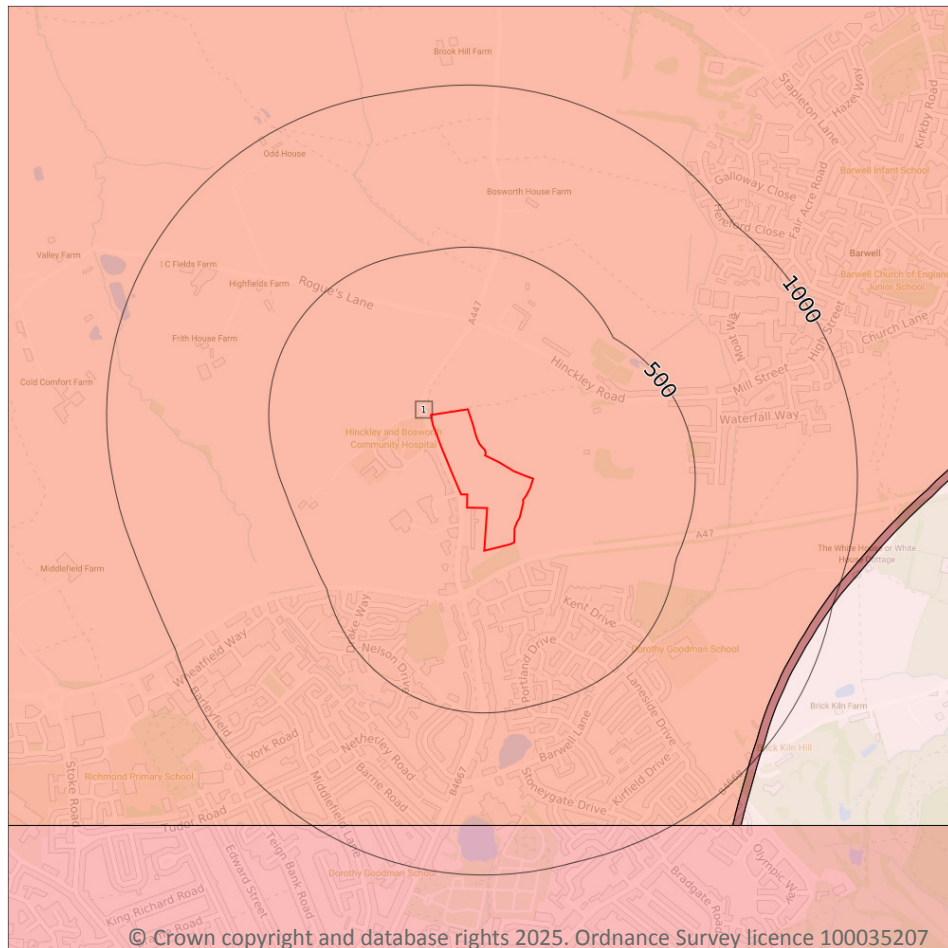 Brook Hill Farm
Stapleton Lane
Hazel Way
Kirkby Road
Odd House
Barwell Infant School
Galloway Close
Bosworth House Farm
Hereford Close
Fair Acre Road
Valley Farm
I C Fields Farm
Barwell
Highfields Farm
Rogue's Lane
Barwell Church of England
Junior School
1000
A447
Frith House Farm
Moat Way
High Street
Church Lane
Hinckley Road
500
Mill Street
Cold Comfort Farm
1
Waterfall Way
Hinckley and Bosworth
Community Hospital
A47
The White House or White
House Cottage
Middlefield Farm
Kent Drive
Drake Way
Nelson Drive
Wheatfield Way
Portland Drive
Dorothy Goodman School
Laneside Drive
Barleyfield
Brick Kiln Farm
York Road
Netherley Road
Barwell Lane
Brick Kiln Hill
Richmond Primary School
Stoke Road
Barrie Road
B4667
Stoneygate Drive
Kirfield Drive
B4668
Tudor Road
Middlefield Lane
Dorothy Goodman School
Edward Street
Teign Bank Road
Olympic Way
Bradgate Road
King Richard Road
Road
© Crown copyright and database rights 2025. Ordnance Survey licence 100035207